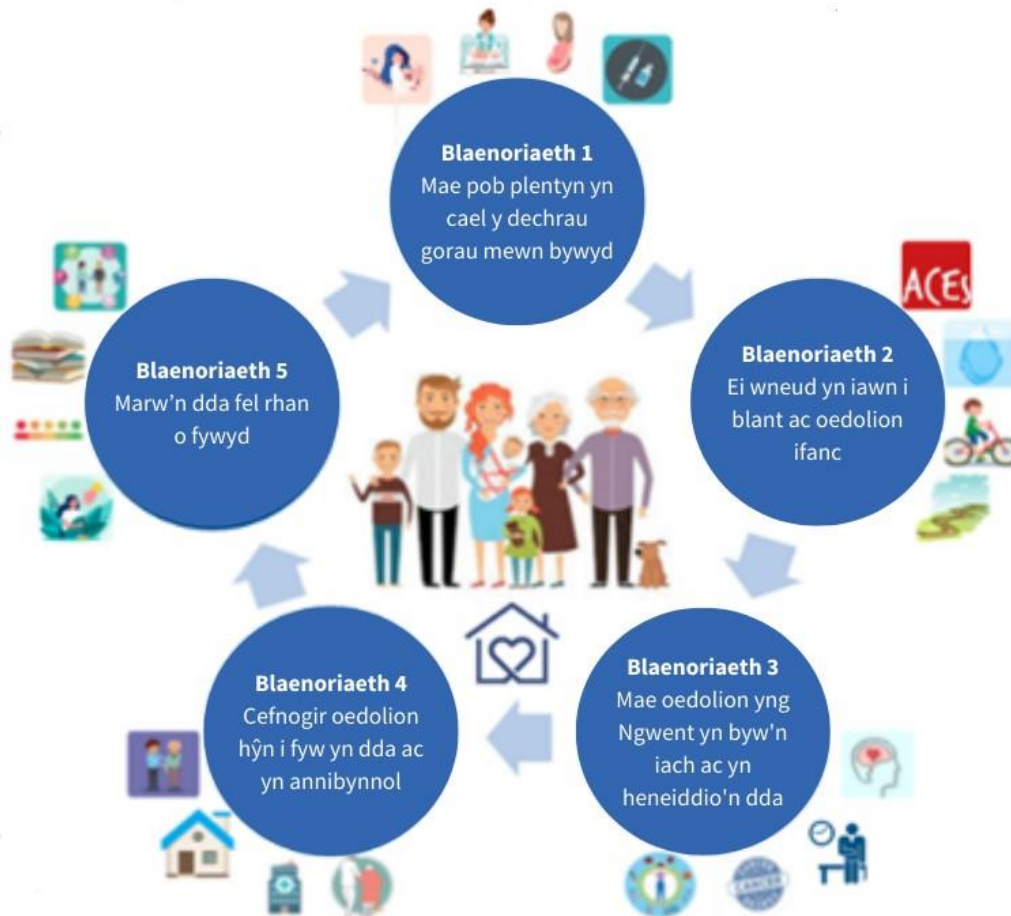 Blaenoriaeth 1
Mae pob plentyn yn
cael y dechrau
gorau mewn bywyd
ACEs
Blaenoriaeth 2
Ei wneud yn iawn i
blant ac oedolion
ifanc
Blaenoriaeth 3
Mae oedolion yng
Ngwent yn byw'n
iach ac yn
heneiddio'n dda
CANCER
Blaenoriaeth 4
Cefnogir oedolion
hŷn i fyw yn dda ac
yn annibynnol
Blaenoriaeth 5
Marw’n dda fel rhan
o fywyd